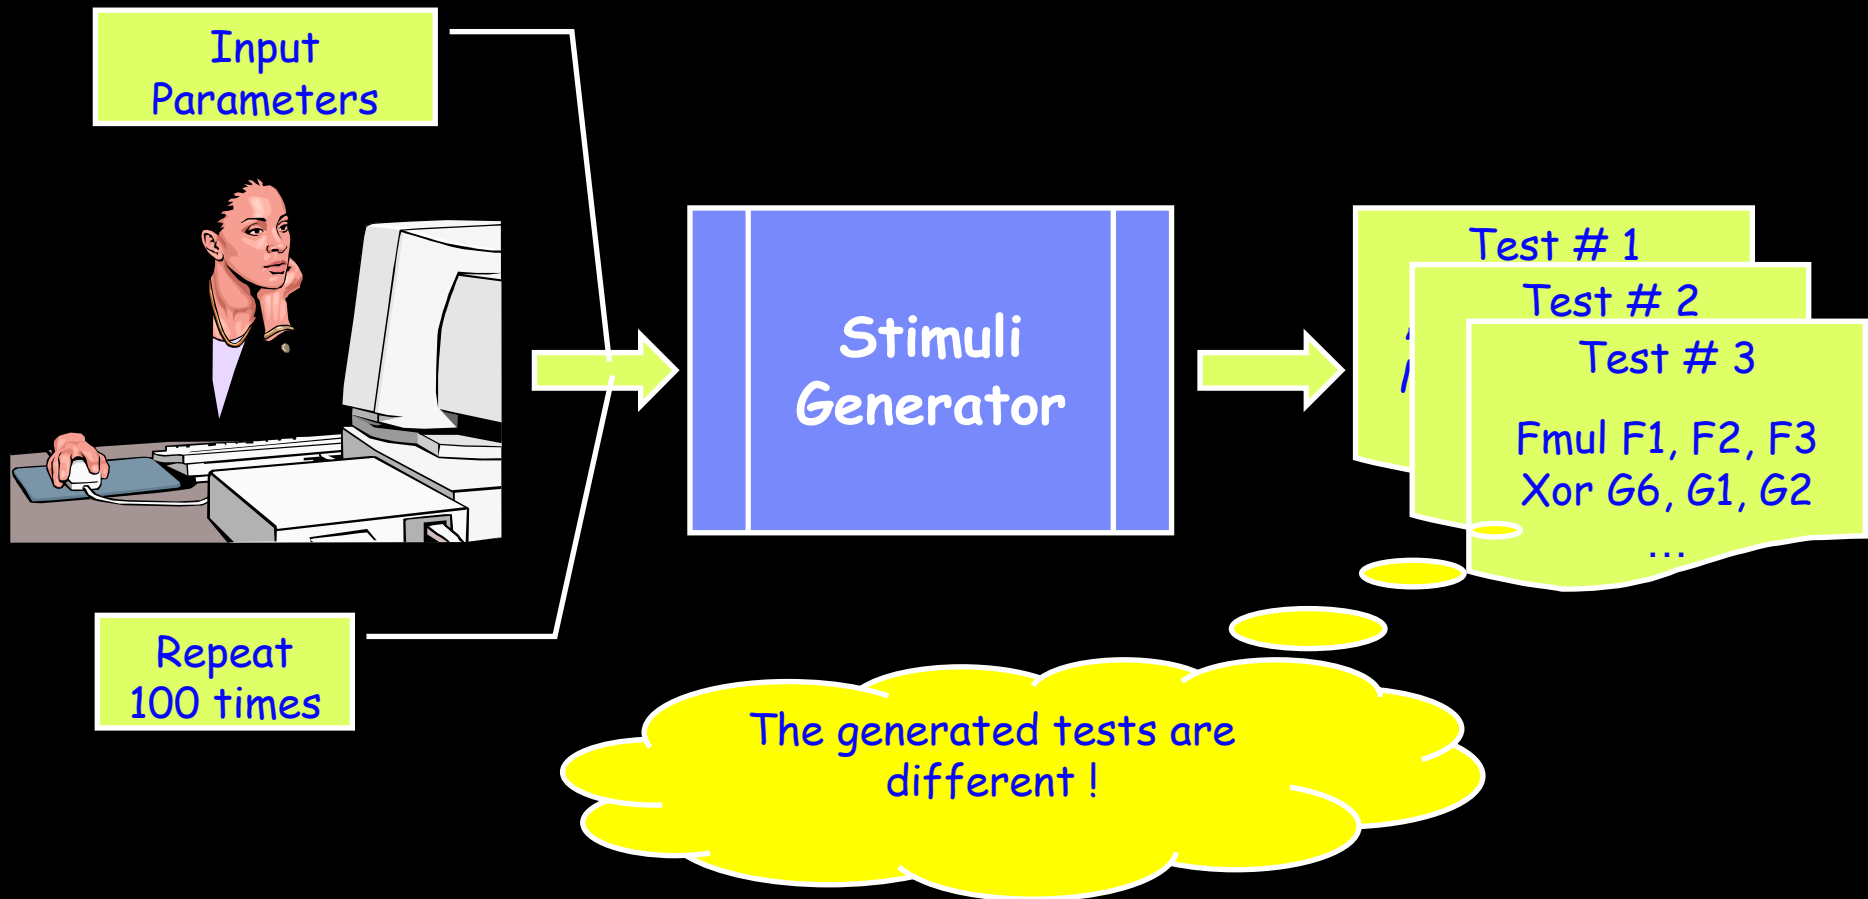 Input
Parameters
Stimuli
Generator
Test # 1
Test # 2
Test # 3
Fmul F1, F2, F3
Xor G6, G1, G2
...
Repeat
100 times
The generated tests are
different !